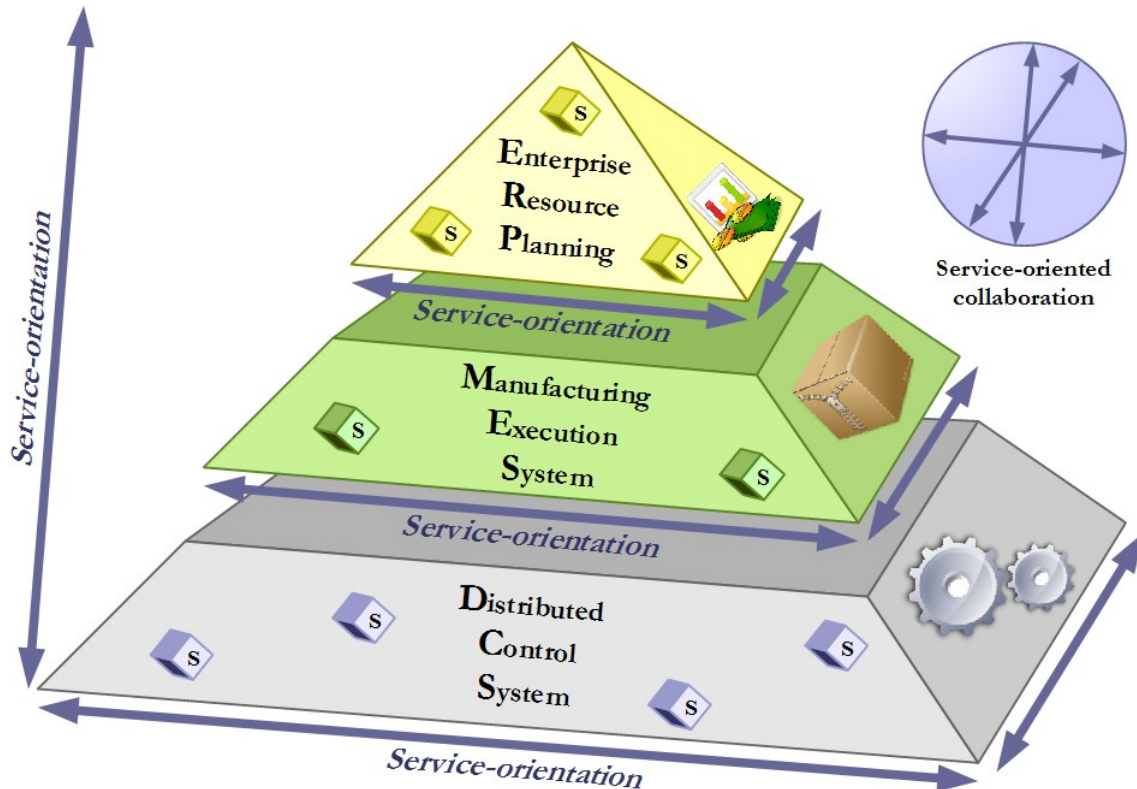 S
Enterprise
Resource
Planning
S
S
Service-oriented
collaboration
Service-orientation
Service-orientation
Manufacturing
Execution
System
S
S
Service-orientation
Distributed
Control
System
S
S
S
S
Service-orientation